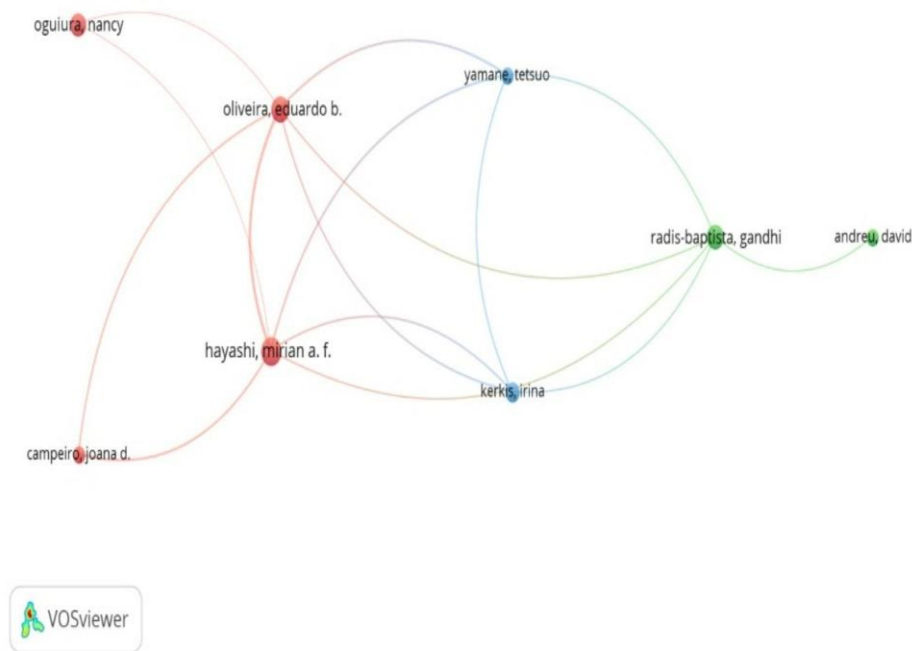 oguiura, nancy
yamane, tetsuo
oliveira, eduardo b.
radis-baptista, gandhi
andreu, david
hayashi, mirian a. f.
kerkis, irina
campeiro, joana d.
VOSviewer